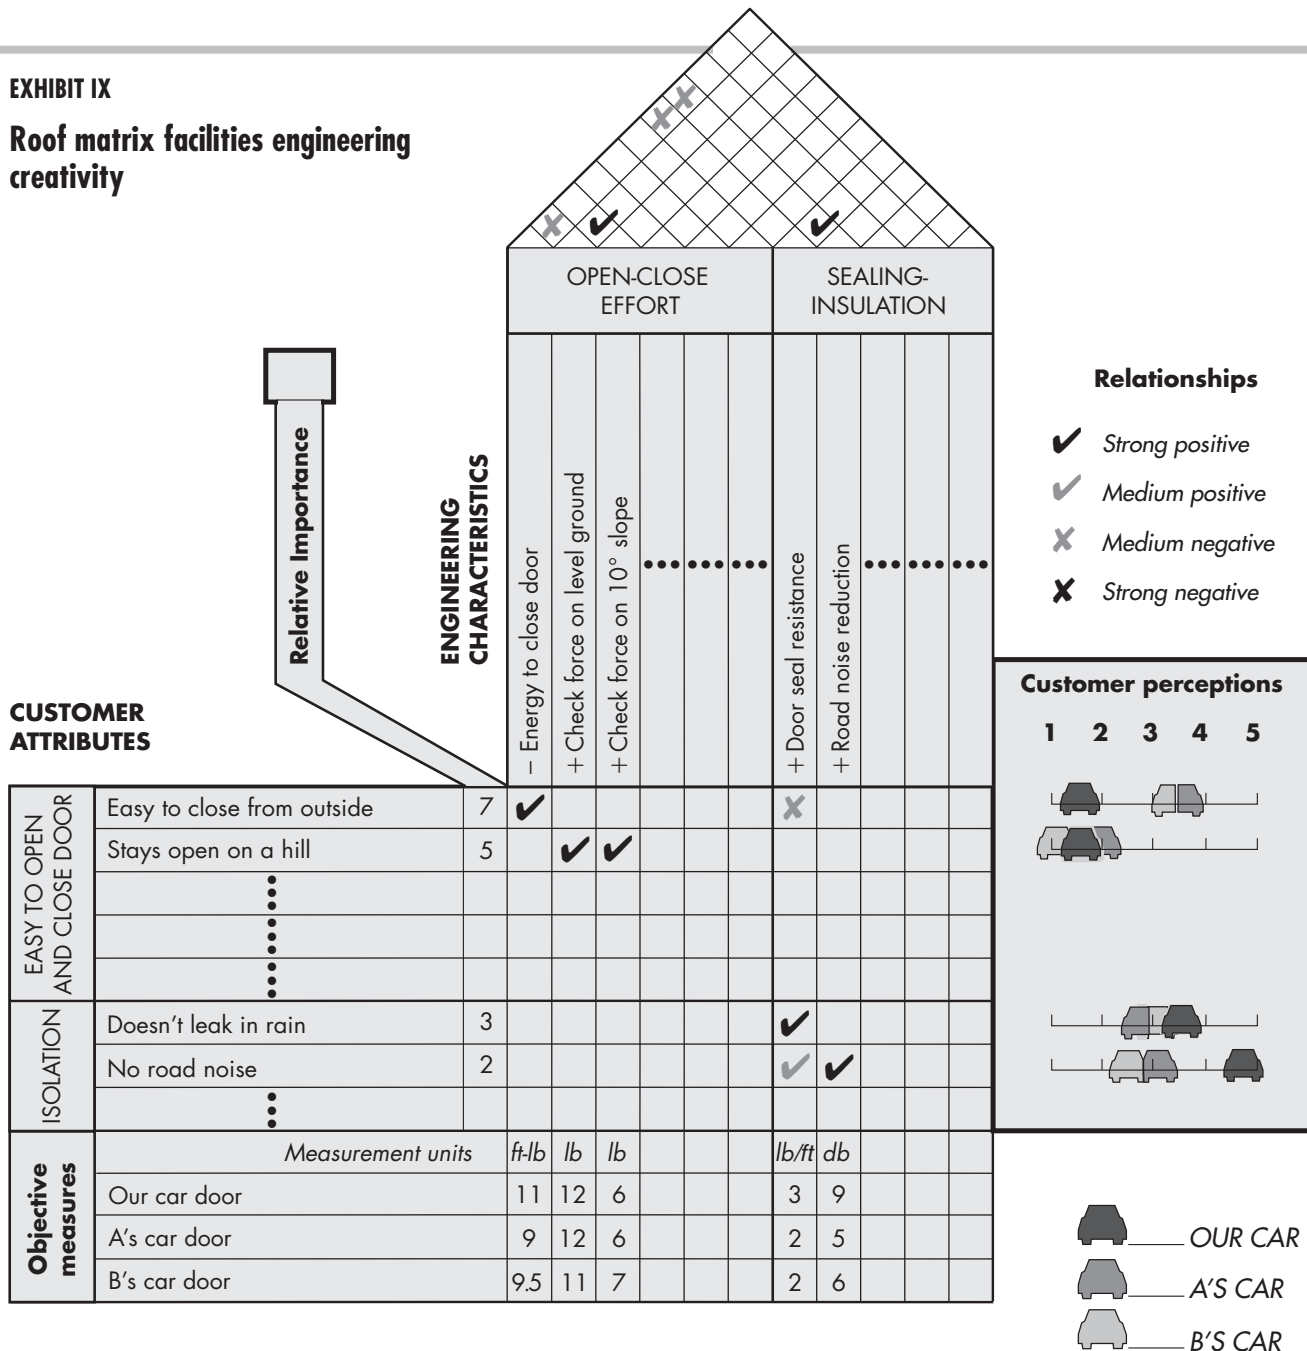 EXHIBIT IX
Roof matrix facilities engineering
creativity
OPEN-CLOSE
EFFORT
SEALING-
INSULATION
Relative Importance
ENGINEERING
CHARACTERISTICS
– Energy to close door
+ Check force on level ground
+ Check force on 10° slope
+ Door seal resistance
+ Road noise reduction
Relationships
✔ Strong positive
✔ Medium positive
✘ Medium negative
✘ Strong negative
CUSTOMER
ATTRIBUTES
Customer perceptions
1 2 3 4 5
EASY TO OPEN
AND CLOSE DOOR
Easy to close from outside 7 ✔ ✘
Stays open on a hill 5 ✔ ✔
ISOLATION
Doesn't leak in rain 3 ✔
No road noise 2 ✔ ✔
Objective
measures
Measurement units ft-lb lb lb lb/ft db
Our car door 11 12 6 3 9
A's car door 9 12 6 2 5
B's car door 9.5 11 7 2 6
OUR CAR
A'S CAR
B'S CAR